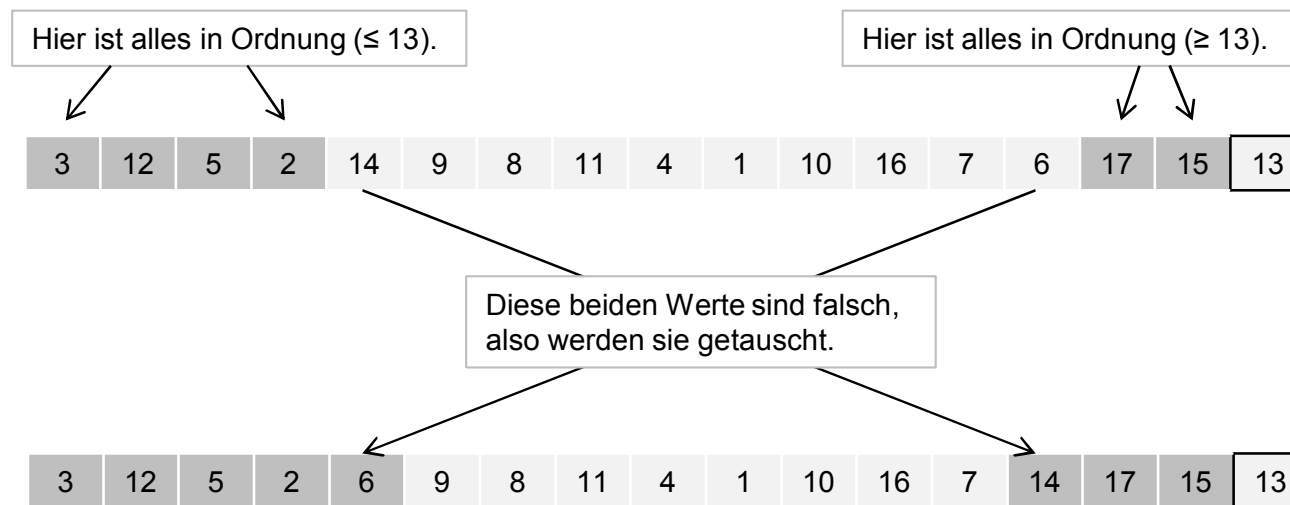 Hier ist alles in Ordnung (≤ 13).
Hier ist alles in Ordnung (≥ 13).
3 12 5 2 14 9 8 11 4 1 10 16 7 6 17 15 13
Diese beiden Werte sind falsch,
also werden sie getauscht.
3 12 5 2 6 9 8 11 4 1 10 16 7 14 17 15 13